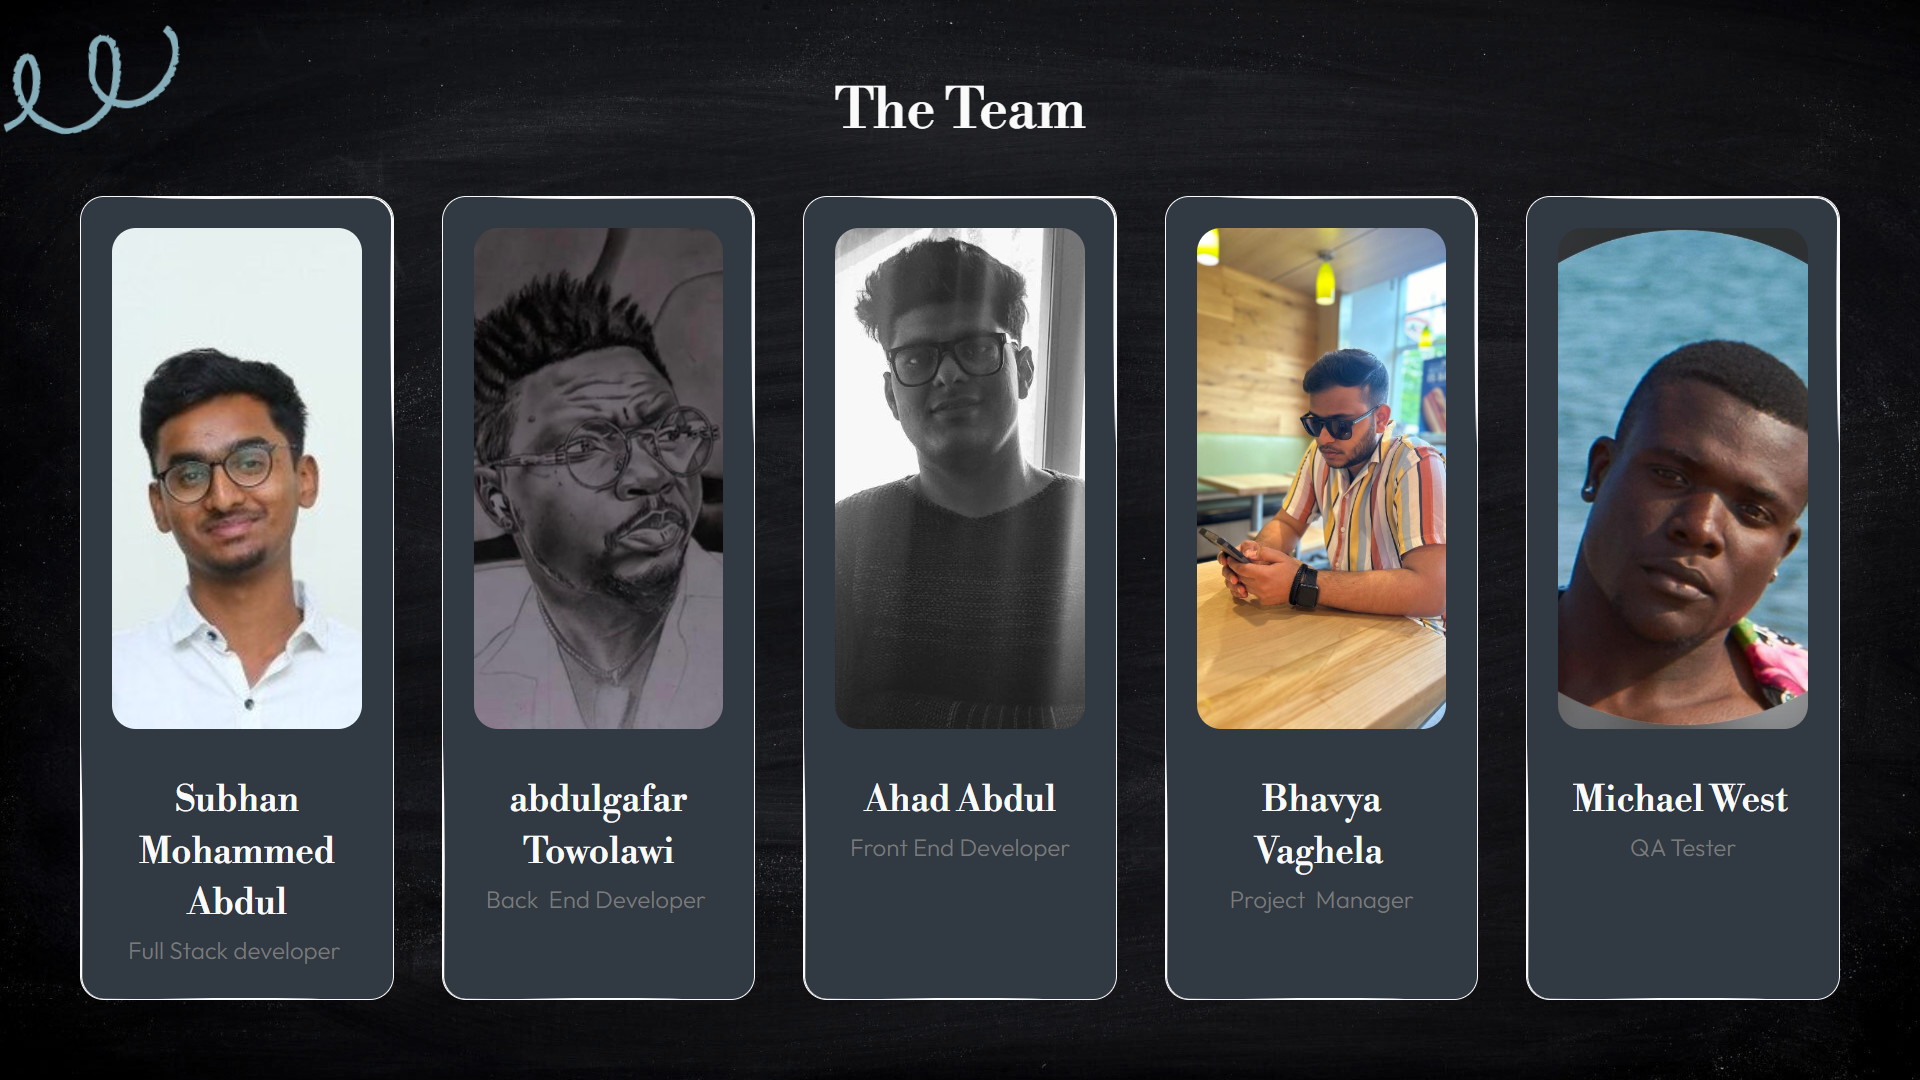 The Team
Subhan
Mohammed
Abdul
Full Stack developer
abdulgafar
Towolawi
Back  End Developer
Ahad Abdul
Front End Developer
Bhavya
Vaghela
Project  Manager
Michael West
QA Tester